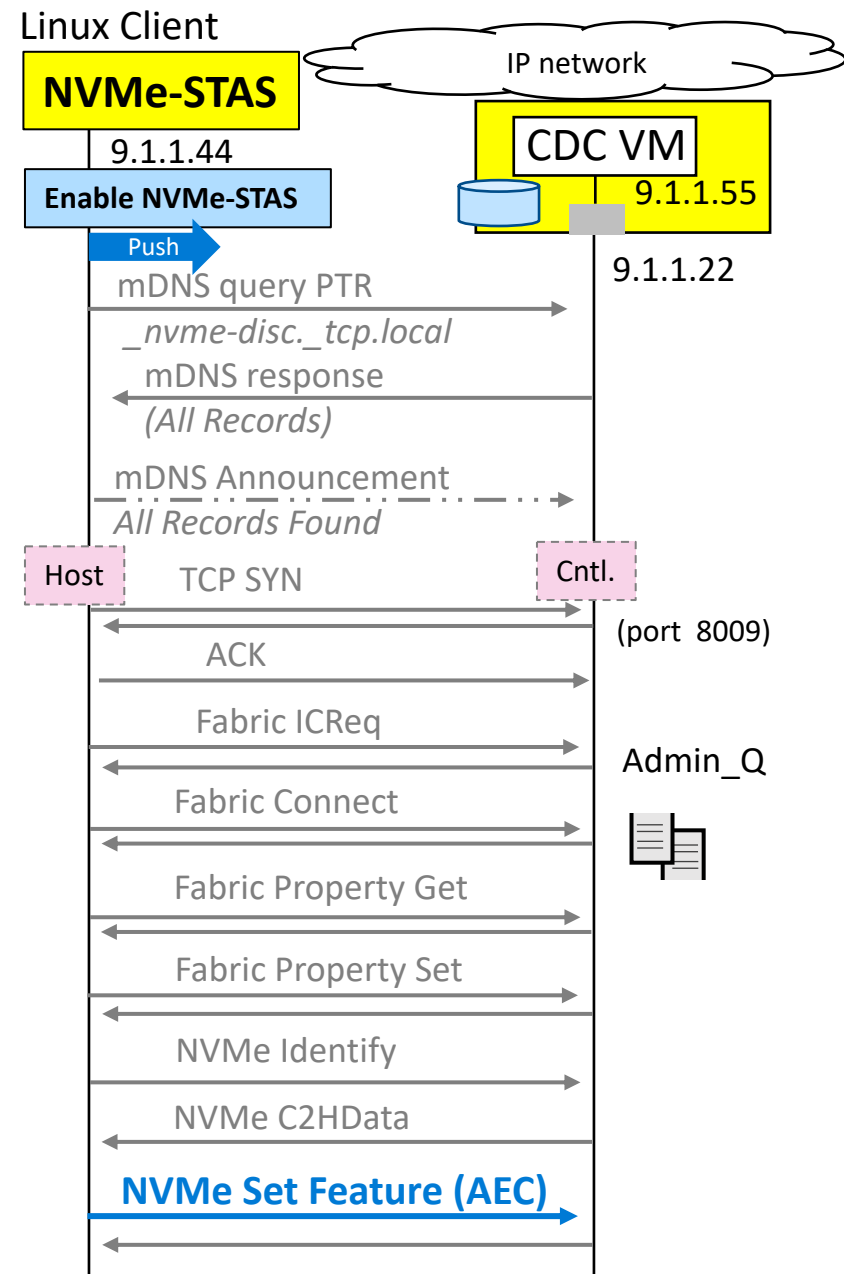 Linux Client
IP network
NVMe-STAS
CDC VM
9.1.1.44
9.1.1.55
Enable NVMe-STAS
Push
9.1.1.22
mDNS query PTR
_nvme-disc._tcp.local
mDNS response
(All Records)
mDNS Announcement
All Records Found
Host
TCP SYN
Cntl.
(port 8009)
ACK
Fabric ICReq
Admin_Q
Fabric Connect
Fabric Property Get
Fabric Property Set
NVMe Identify
NVMe C2HData
NVMe Set Feature (AEC)